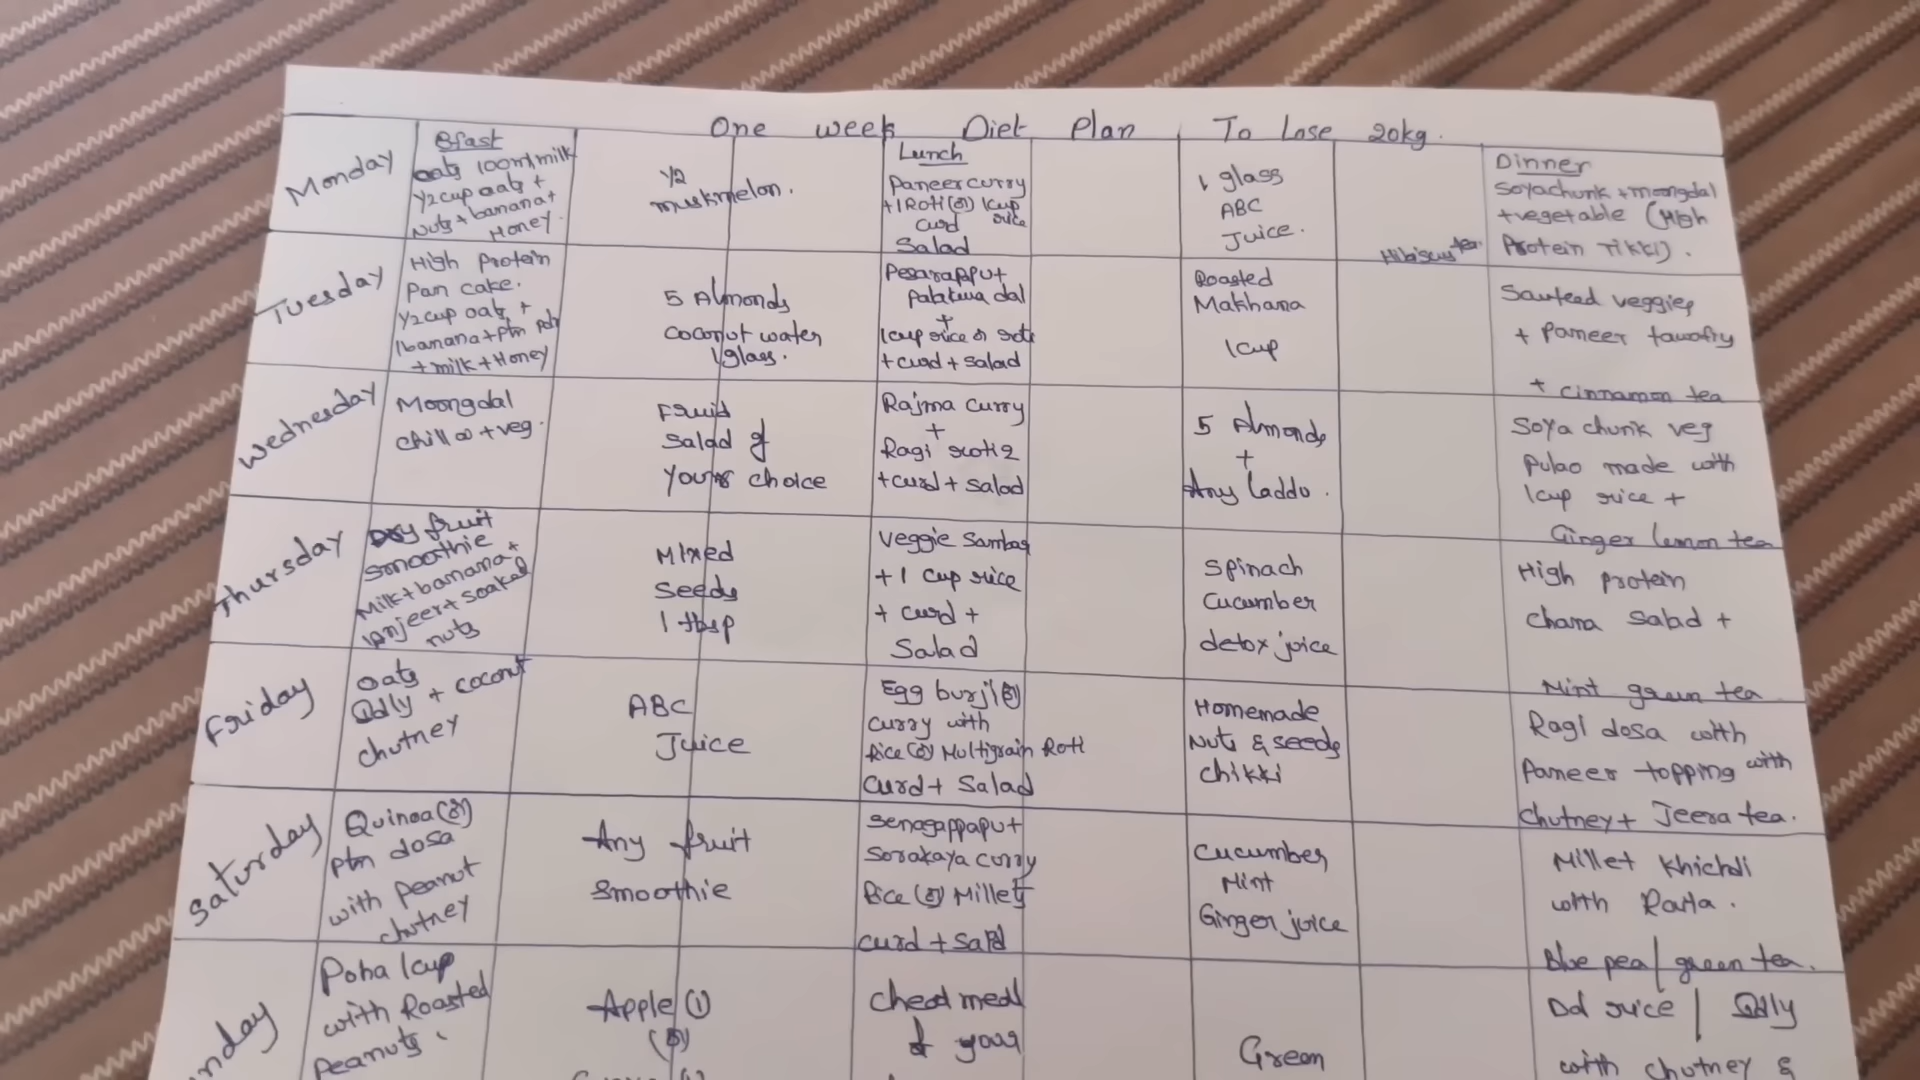 One week Diet Plan To Lose 20kg.
Monday
Bfast
Oats 100ml milk
1/2 cup oats +
Nuts + banana +
Honey.
1/2
muskmelon.
Lunch
Paneer curry
+ 1 Roti (or) 1cup rice
curd
Salad
1 glass
ABC
Juice.
Hibiscus tea.
Dinner
Soyachunk + moongdal
+ vegetable (High
Protein Tikki).
Tuesday
High Protein
Pan cake.
1/2 cup oats +
1 banana + ptn pdr
+ milk + Honey
5 Almonds
coconut water
1 glass.
Pesarappu +
Palakura dal
+
1cup rice or roti
+ curd + salad
Roasted
Makhana
1 cup
Sauteed veggies
+ Paneer tawa fry
+ cinnamon tea
Wednesday
Moongdal
chilla + veg.
Fruit
Salad of
Your choice
Rajma curry
+
Ragi roti 2
+ curd + salad
5 Almonds
+
Any laddu.
Soya chunk veg
Pulao made with
1cup rice +
Ginger lemon tea
Thursday
Dry fruit
smoothie
Milk + banana +
1 Anjeer + soaked
nuts
Mixed
Seeds
1 tbsp
Veggie Sambar
+ 1 cup rice
+ curd +
Salad
Spinach
Cucumber
detox juice
High protein
Chana Salad +
Mint green tea
Friday
Oats
Idly + coconut
chutney
ABC
Juice
Egg burji (or)
curry with
Rice (or) Multigrain Roti
Curd + Salad
Homemade
Nuts & seeds
chikki
Ragi dosa with
Paneer topping with
Chutney + Jeera tea.
Saturday
Quinoa (or)
ptn dosa
with peanut
chutney
Any fruit
Smoothie
Senagappapu +
Sorakaya curry
Rice (or) Millets
curd + salad
Cucumber
Mint
Ginger juice
Millet Khichdi
with Raita.
Blue pea / green tea.
nday
Poha 1cup
with Roasted
Peanuts.
Apple (1)
(or)
Cheat meal
of your
Green
Dal rice / Idly
with chutney &